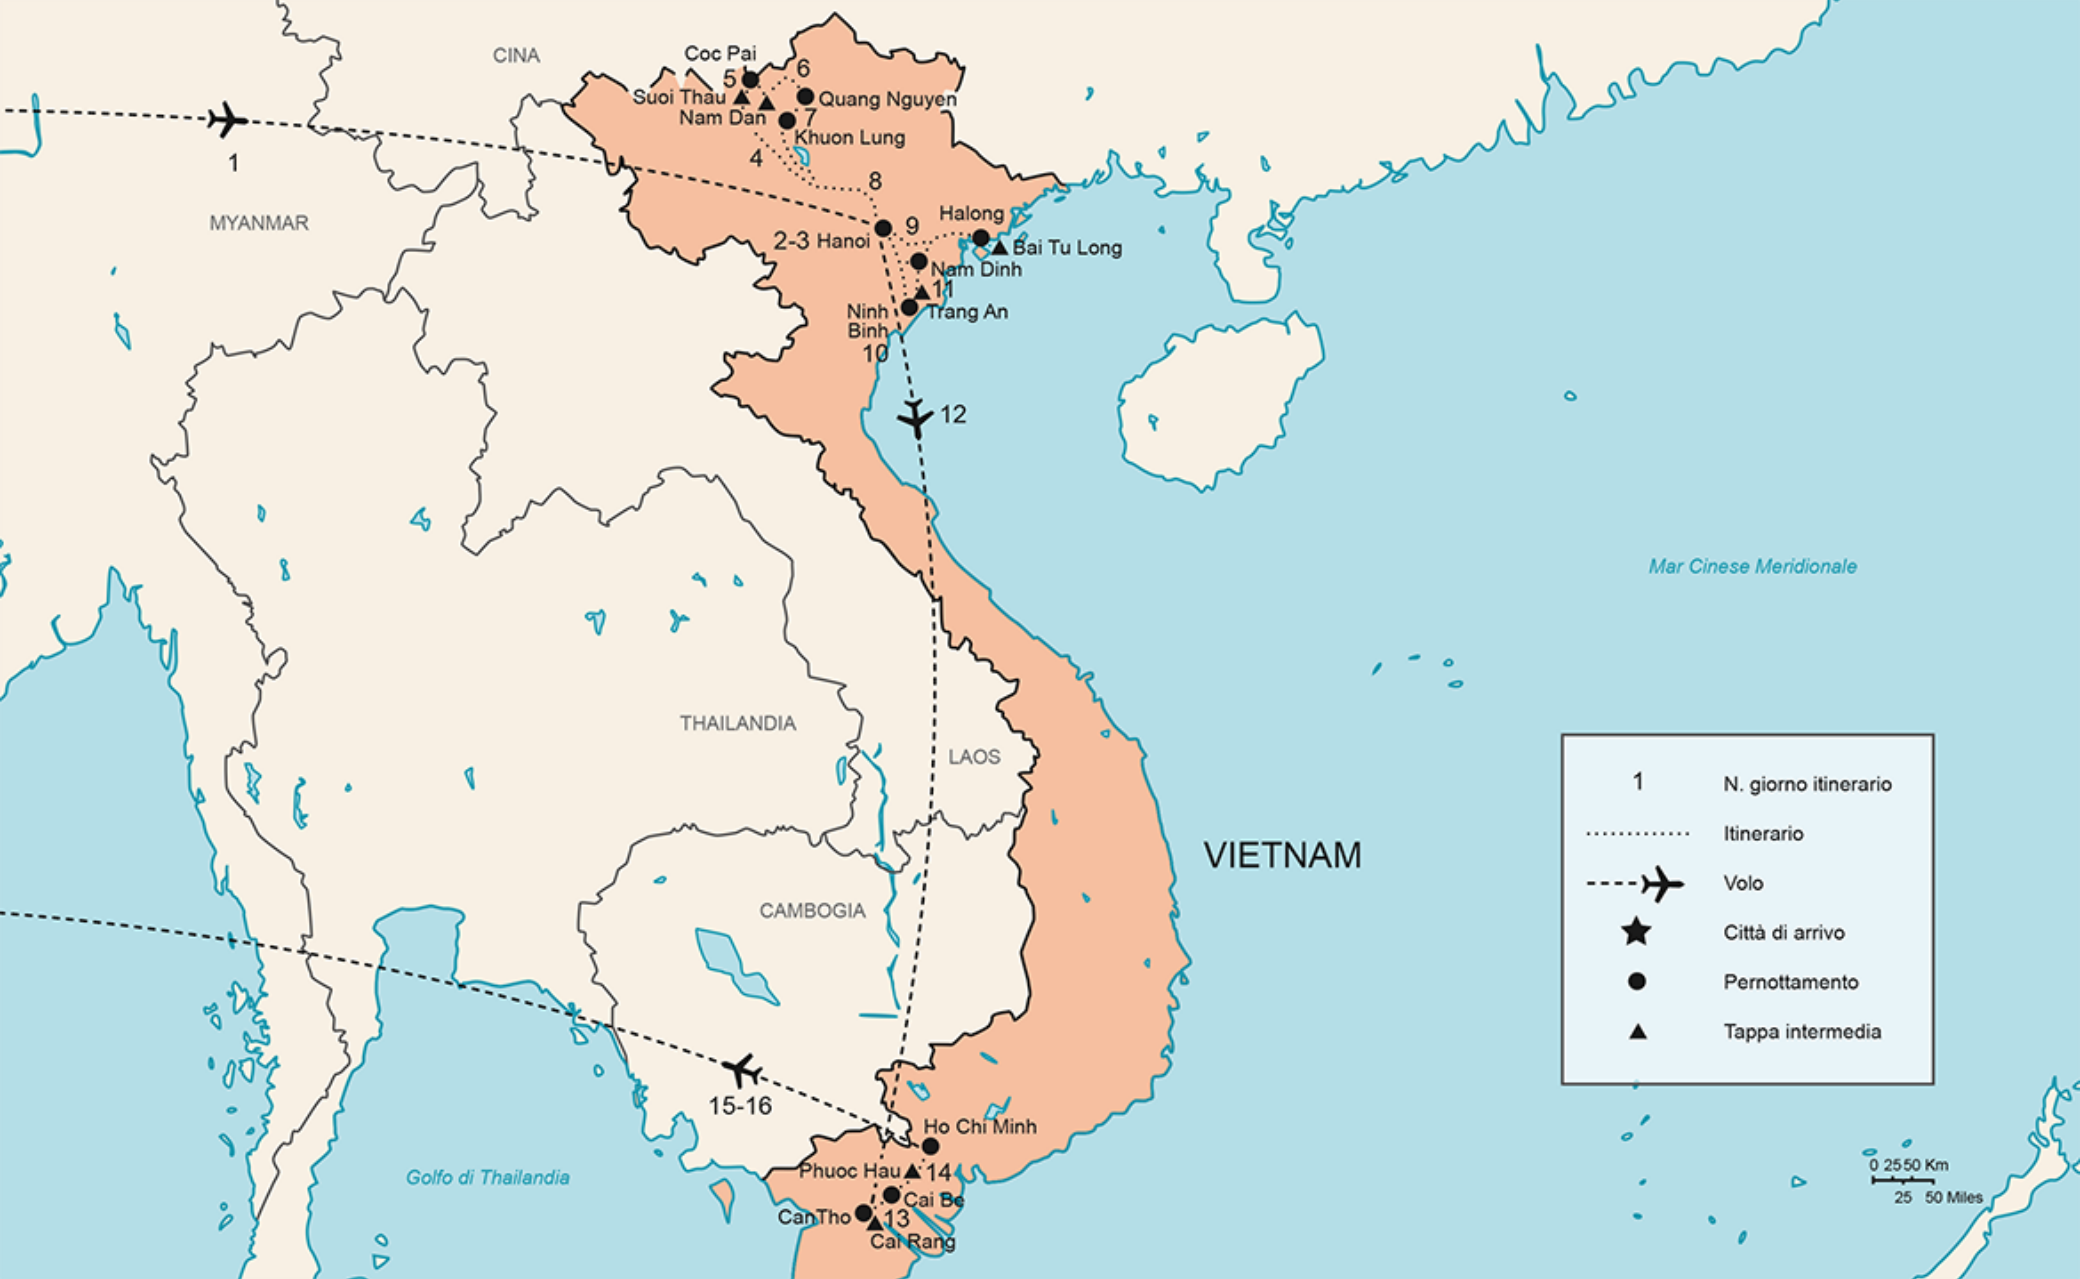 CINA
Coc Pai
5
6
Suoi Thau
Quang Nguyen
Nam Dan
7
Khuon Lung
4
1
8
MYANMAR
Halong
9
2-3 Hanoi
Bai Tu Long
Nam Dinh
11
Ninh
Binh
Trang An
10
12
Mar Cinese Meridionale
THAILANDIA
LAOS
VIETNAM
CAMBOGIA
1
N. giorno itinerario
Itinerario
Volo
Città di arrivo
Pernottamento
Tappa intermedia
15-16
Ho Chi Minh
Phuoc Hau
14
Golfo di Thailandia
Cai Be
CanTho
13
Cai Rang
0 25 50 Km
25 50 Miles